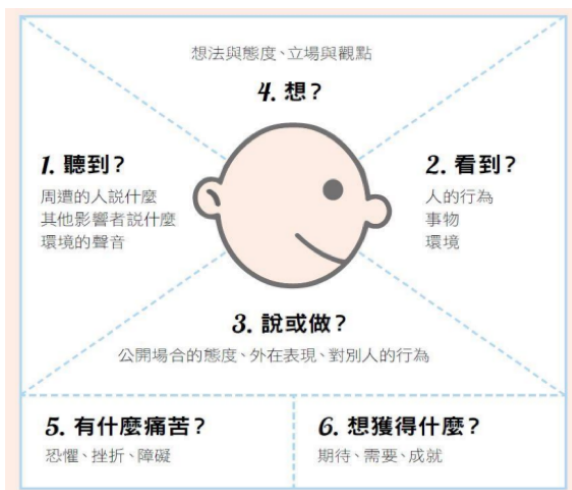 想法與態度、立場與觀點
4. 想？
1. 聽到？
周遭的人說什麼
其他影響者說什麼
環境的聲音
2. 看到？
人的行為
事物
環境
3. 說或做？
公開場合的態度、外在表現、對別人的行為
5. 有什麼痛苦？
恐懼、挫折、障礙
6. 想獲得什麼？
期待、需要、成就